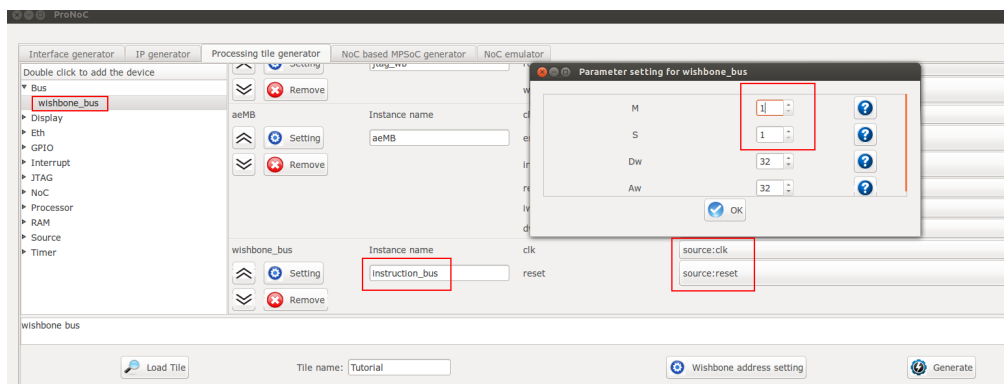 ProNoC
Interface generator
IP generator
Processing tile generator
NoC based MPSoC generator
NoC emulator
Double click to add the device
Bus
wishbone_bus
Display
Eth
GPIO
Interrupt
JTAG
NoC
Processor
RAM
Source
Timer
Setting
jtag_wb
Remove
aeMB
Instance name
Setting
aeMB
Remove
wishbone_bus
Instance name
clk
source:clk
Setting
instruction_bus
reset
source:reset
Remove
Parameter setting for wishbone_bus
M
1
S
1
Dw
32
Aw
32
OK
wishbone bus
Load Tile
Tile name:
Tutorial
Wishbone address setting
Generate